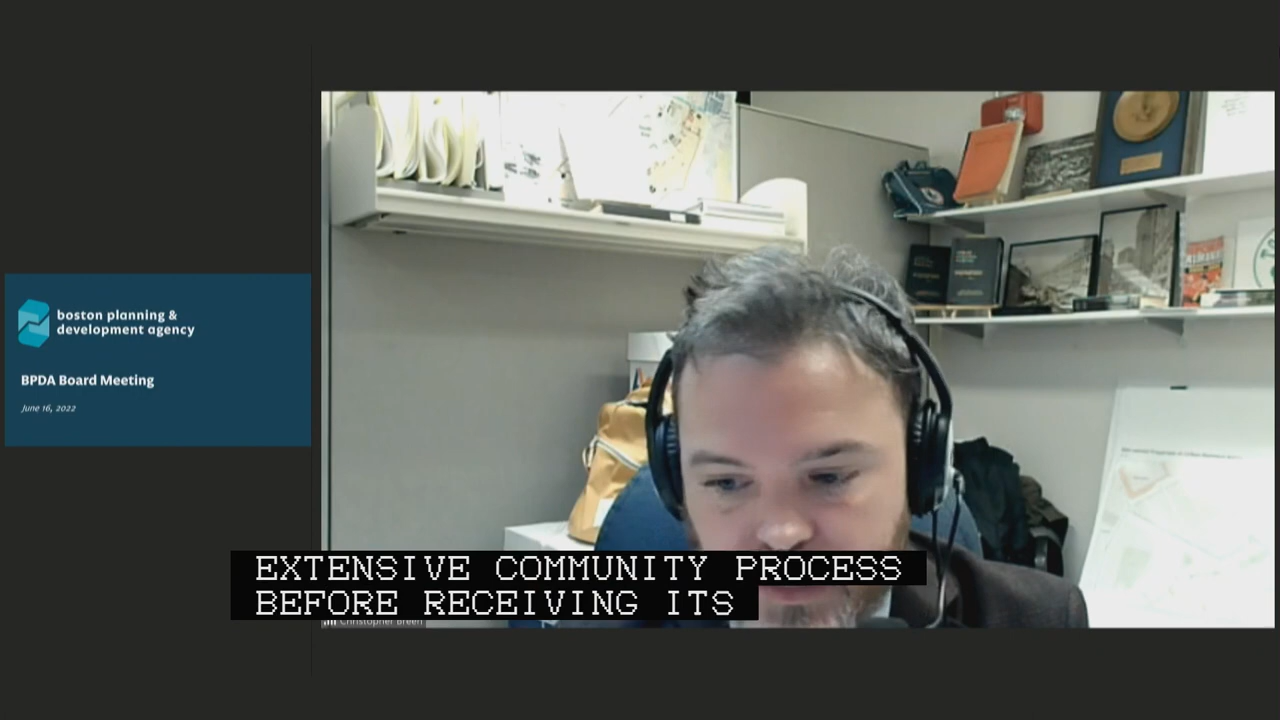 boston planning &
development agency
BPDA Board Meeting
June 16, 2022
EXTENSIVE COMMUNITY PROCESS
BEFORE RECEIVING ITS
Christopher Breen